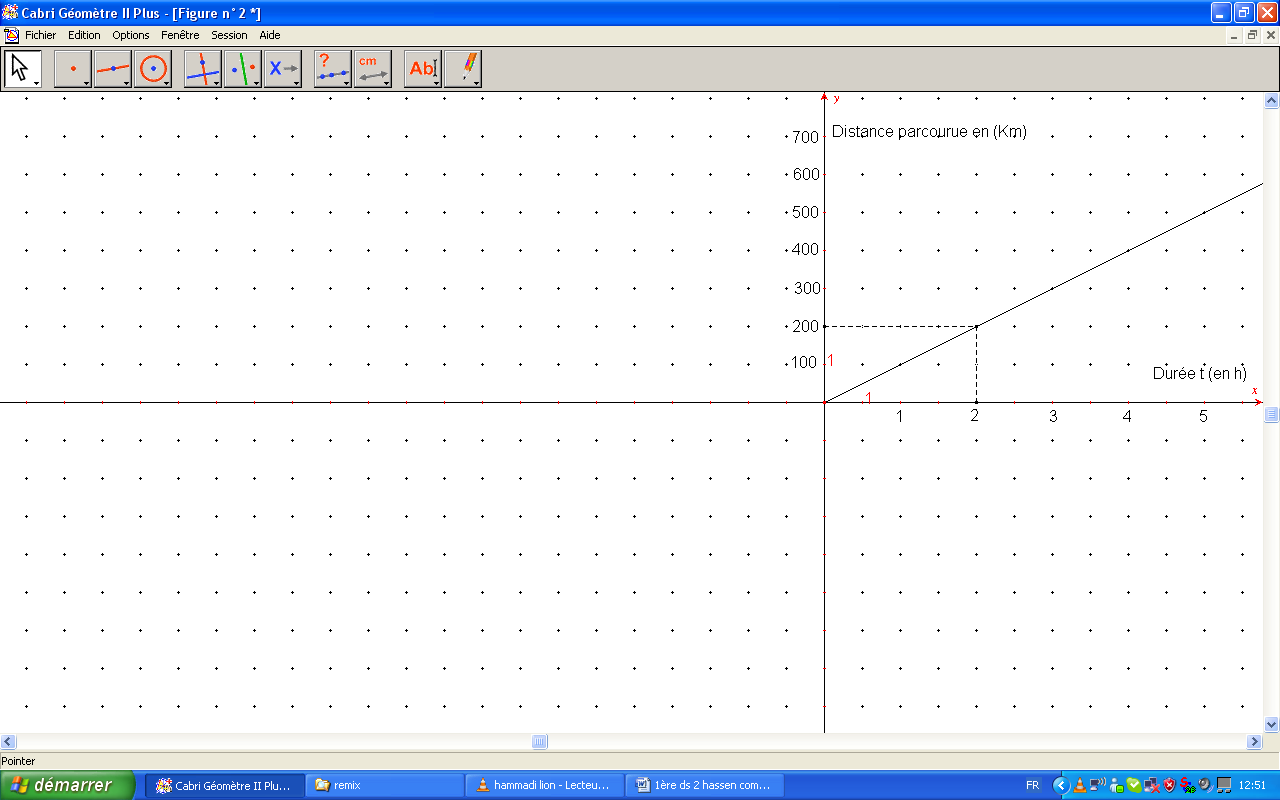 Cabri Géomètre II Plus - [Figure n°2 *]
Fichier Edition Options Fenêtre Session Aide
X ? cm Ab
y
Distance parcourue en (Km)
700
600
500
400
300
200
100
1
Durée t (en h)
x
1
1 2 3 4 5
Pointer
démarrer Cabri Géomètre II Plu... remix hammadi lion - Lecteu... 1ère ds 2 hassen com... FR 12:51